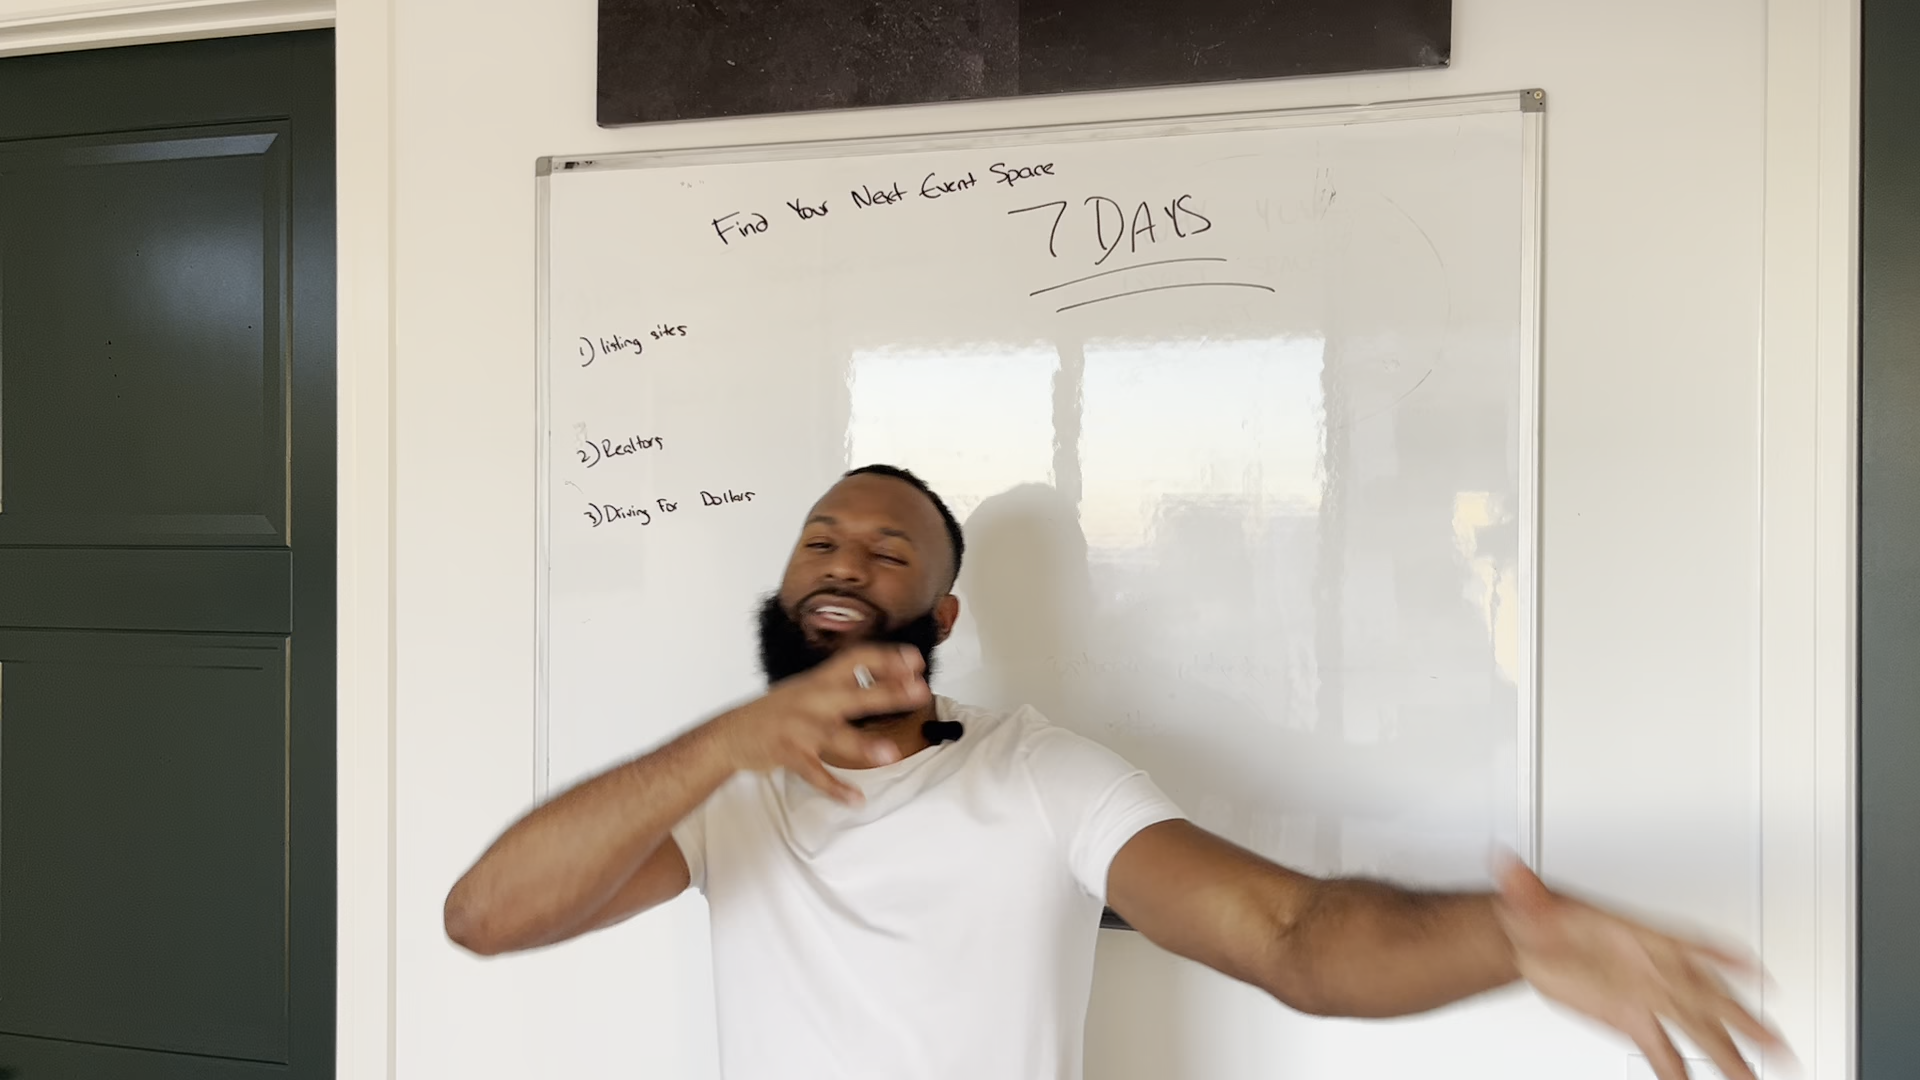 Find Your Next Event Space
7 DAYS
1) listing sites
2) Realtors
3) Driving For Dollars